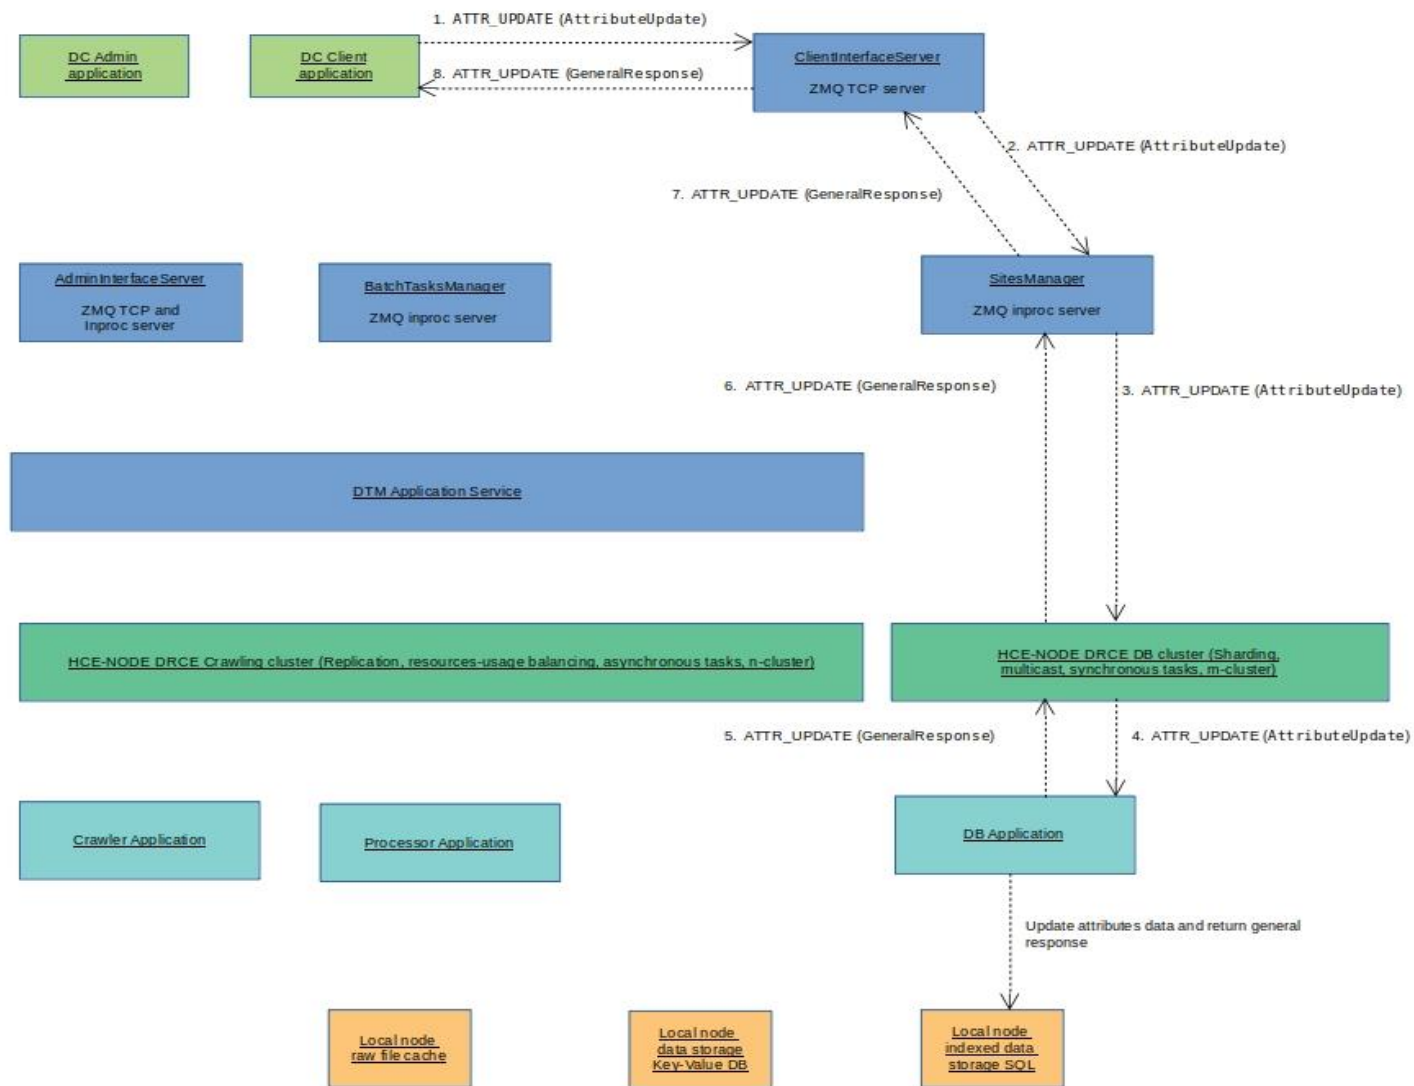 1. ATTR_UPDATE (AttributeUpdate)
DC Admin
application
DC Client
application
ClientInterfaceServer
ZMQ TCP server
8. ATTR_UPDATE (GeneralResponse)
2. ATTR_UPDATE (AttributeUpdate)
7. ATTR_UPDATE (GeneralResponse)
AdminInterfaceServer
ZMQ TCP and
Inproc server
BatchTasksManager
ZMQ inproc server
SitesManager
ZMQ inproc server
6. ATTR_UPDATE (GeneralResponse)
3. ATTR_UPDATE (AttributeUpdate)
DTM Application Service
HCE-NODE DRCE Crawling cluster (Replication, resources-usage balancing, asynchronous tasks, n-cluster)
HCE-NODE DRCE DB cluster (Sharding,
multicast, synchronous tasks, m-cluster)
5. ATTR_UPDATE (GeneralResponse)
4. ATTR_UPDATE (AttributeUpdate)
Crawler Application
Processor Application
DB Application
Update attributes data and return general
response
Local node
raw file cache
Local node
data storage
Key-Value DB
Local node
indexed data
storage SQL